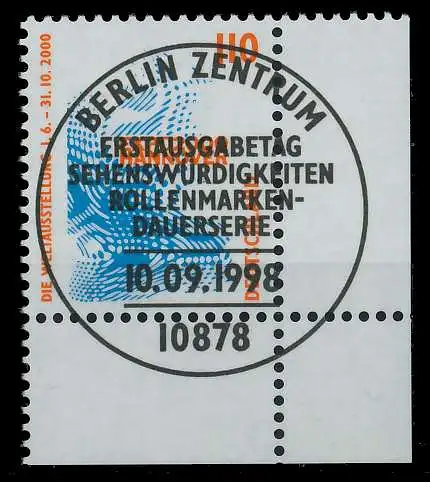 110
BERLIN ZENTRUM
ERSTAUSGABETAG
HANNOVER
SEHENSWÜRDIGKEITEN
ROLLENMARKEN-
DAUERSERIE
10.09.1998
10878
DIE WELTAUSSTELLUNG 1.6. – 31.10.2000
DEUTSCHLAND